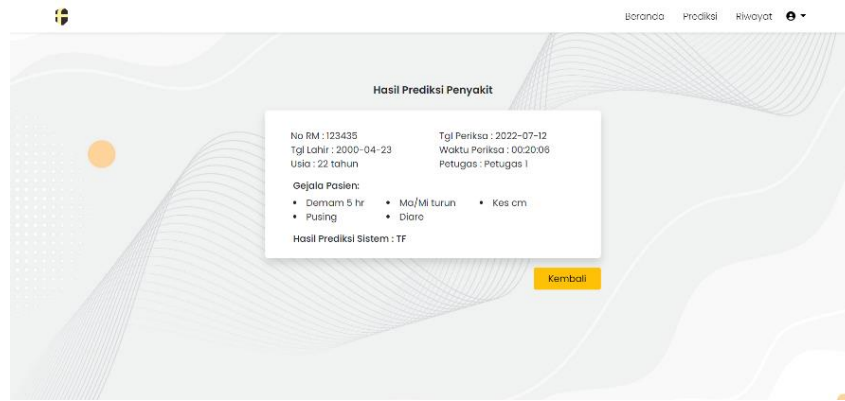 Beranda Prediksi Riwayat
Hasil Prediksi Penyakit
No RM : 123435
Tgl Lahir : 2000-04-23
Usia : 22 tahun
Tgl Periksa : 2022-07-12
Waktu Periksa : 00:20:06
Petugas : Petugas 1
Gejala Pasien:
• Demam 5 hr
• Pusing
• Ma/Mi turun
• Diare
• Kes cm
Hasil Prediksi Sistem : TF
Kembali